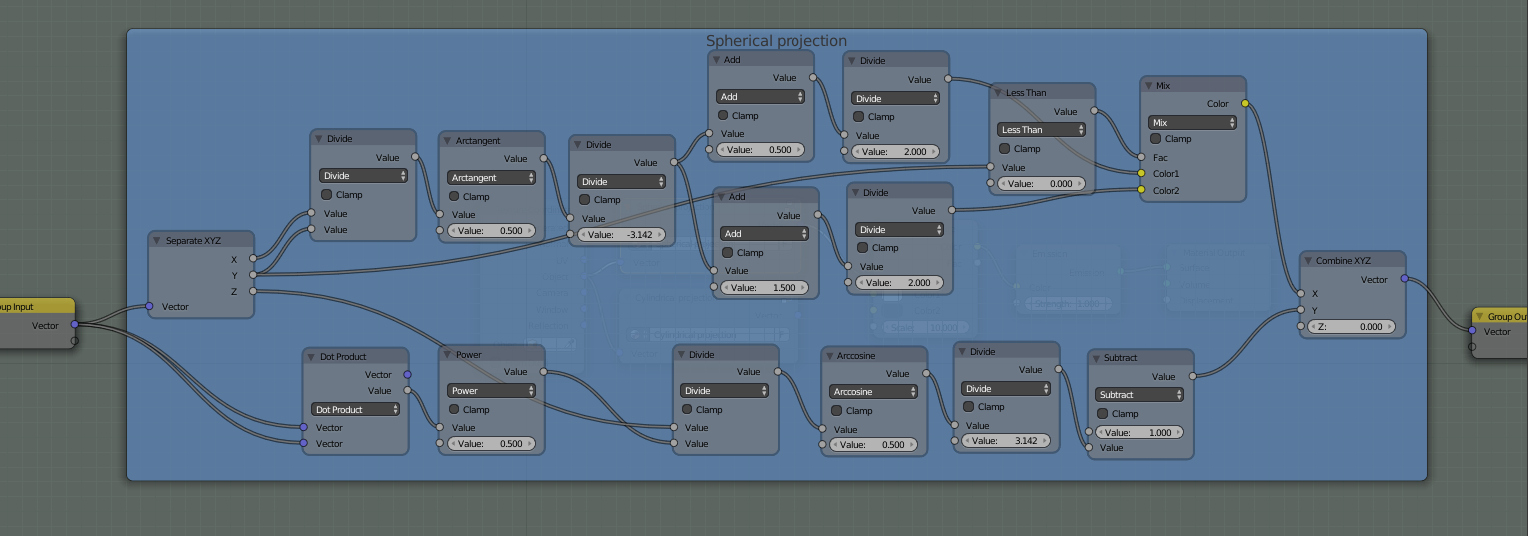 Spherical projection
oup Input
Vector
Separate XYZ
X
Y
Z
Vector
Divide
Value
Divide
Clamp
Value
Value
Arctangent
Value
Arctangent
Clamp
Value
Value: 0.500
Divide
Value
Divide
Clamp
Value
Value: -3.142
Add
Value
Add
Clamp
Value
Value: 0.500
Divide
Value
Divide
Clamp
Value
Value: 2.000
Add
Value
Add
Clamp
Value
Value: 1.500
Divide
Value
Divide
Clamp
Value
Value: 2.000
Less Than
Value
Less Than
Clamp
Value
Value: 0.000
Mix
Color
Mix
Clamp
Fac
Color1
Color2
Dot Product
Vector
Value
Dot Product
Vector
Vector
Power
Value
Power
Clamp
Value
Value: 0.500
Divide
Value
Divide
Clamp
Value
Value
Arccosine
Value
Arccosine
Clamp
Value
Value: 0.500
Divide
Value
Divide
Clamp
Value
Value: 3.142
Subtract
Value
Subtract
Clamp
Value: 1.000
Value
Combine XYZ
Vector
X
Y
Z: 0.000
Group Out
Vector